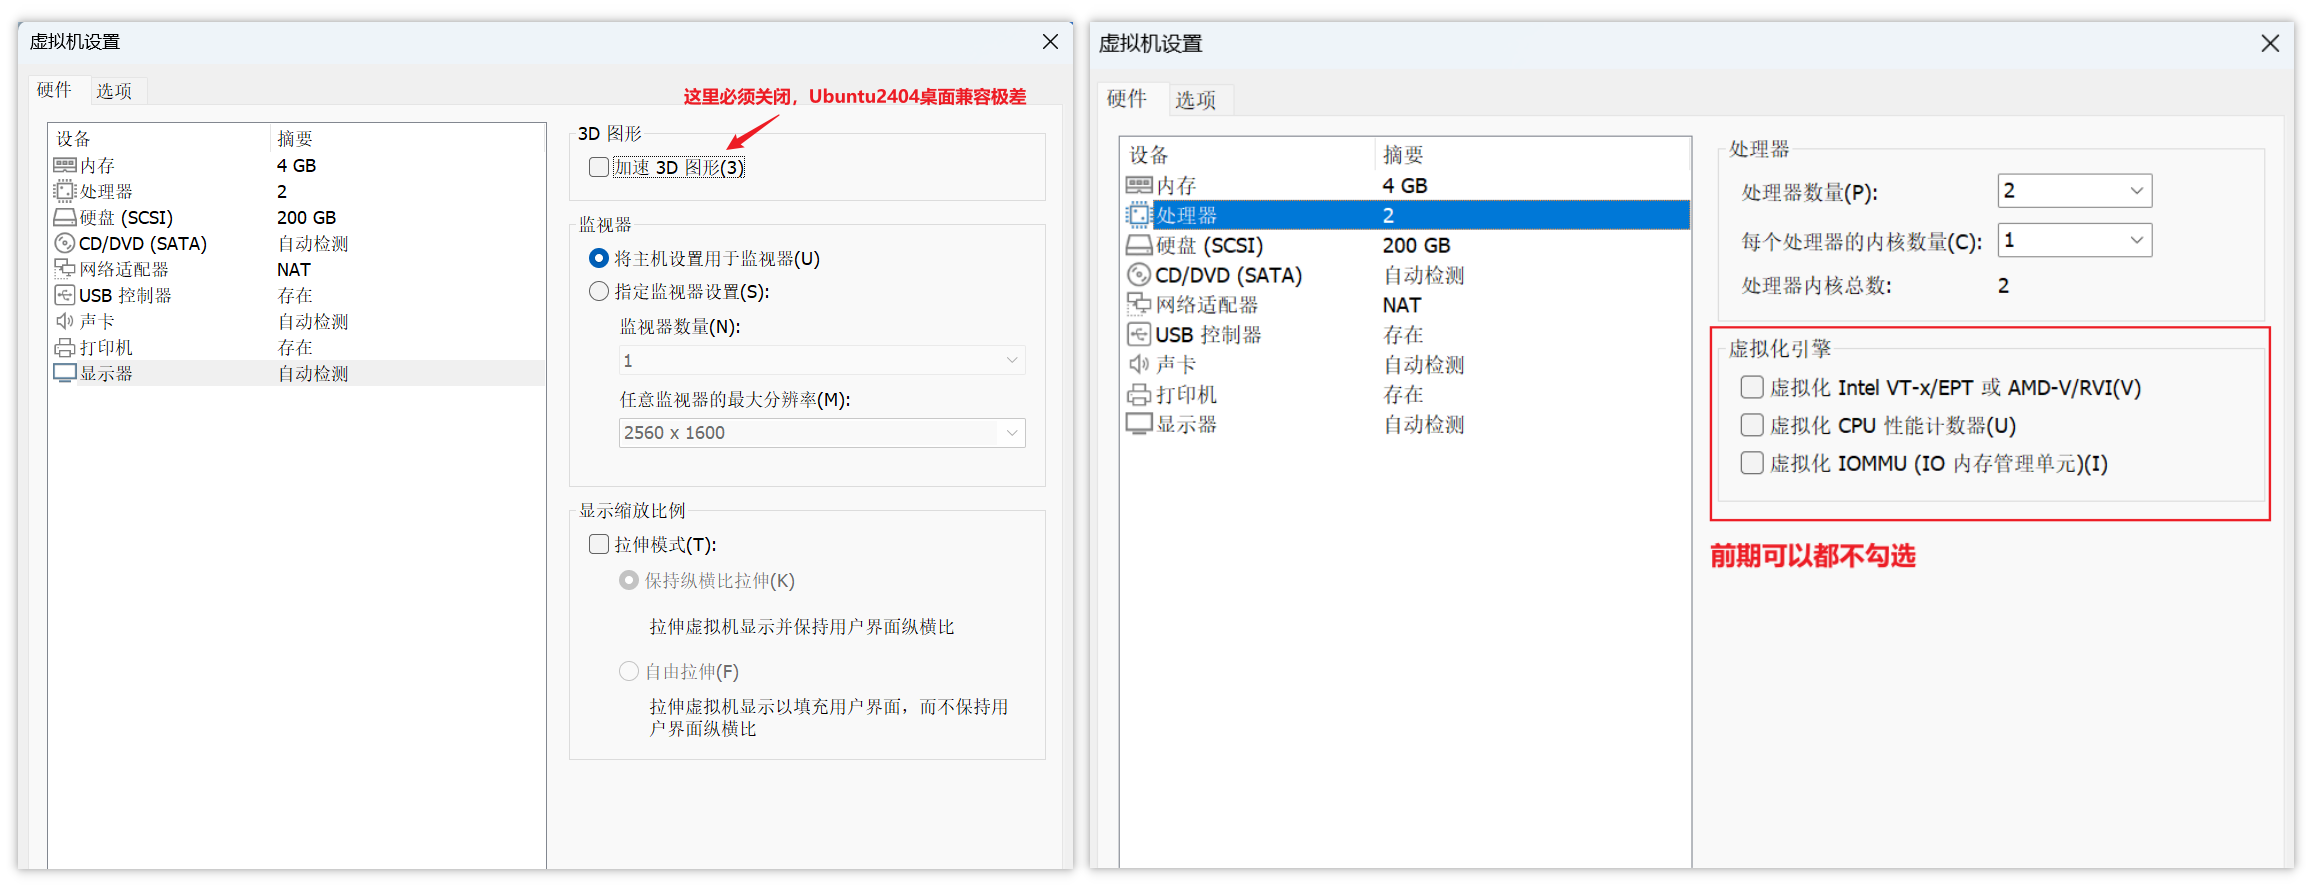 虚拟机设置
硬件 选项
这里必须关闭，Ubuntu2404桌面兼容极差
设备 摘要
内存 4 GB
处理器 2
硬盘 (SCSI) 200 GB
CD/DVD (SATA) 自动检测
网络适配器 NAT
USB 控制器 存在
声卡 自动检测
打印机 存在
显示器 自动检测
3D 图形
加速 3D 图形(3)
监视器
将主机设置用于监视器(U)
指定监视器设置(S):
监视器数量(N):
1
任意监视器的最大分辨率(M):
2560 x 1600
显示缩放比例
拉伸模式(T):
保持纵横比拉伸(K)
拉伸虚拟机显示并保持用户界面纵横比
自由拉伸(F)
拉伸虚拟机显示以填充用户界面，而不保持用
户界面纵横比
虚拟机设置
硬件 选项
设备 摘要
内存 4 GB
处理器 2
硬盘 (SCSI) 200 GB
CD/DVD (SATA) 自动检测
网络适配器 NAT
USB 控制器 存在
声卡 自动检测
打印机 存在
显示器 自动检测
处理器
处理器数量(P): 2
每个处理器的内核数量(C): 1
处理器内核总数: 2
虚拟化引擎
虚拟化 Intel VT-x/EPT 或 AMD-V/RVI(V)
虚拟化 CPU 性能计数器(U)
虚拟化 IOMMU (IO 内存管理单元)(I)
前期可以都不勾选